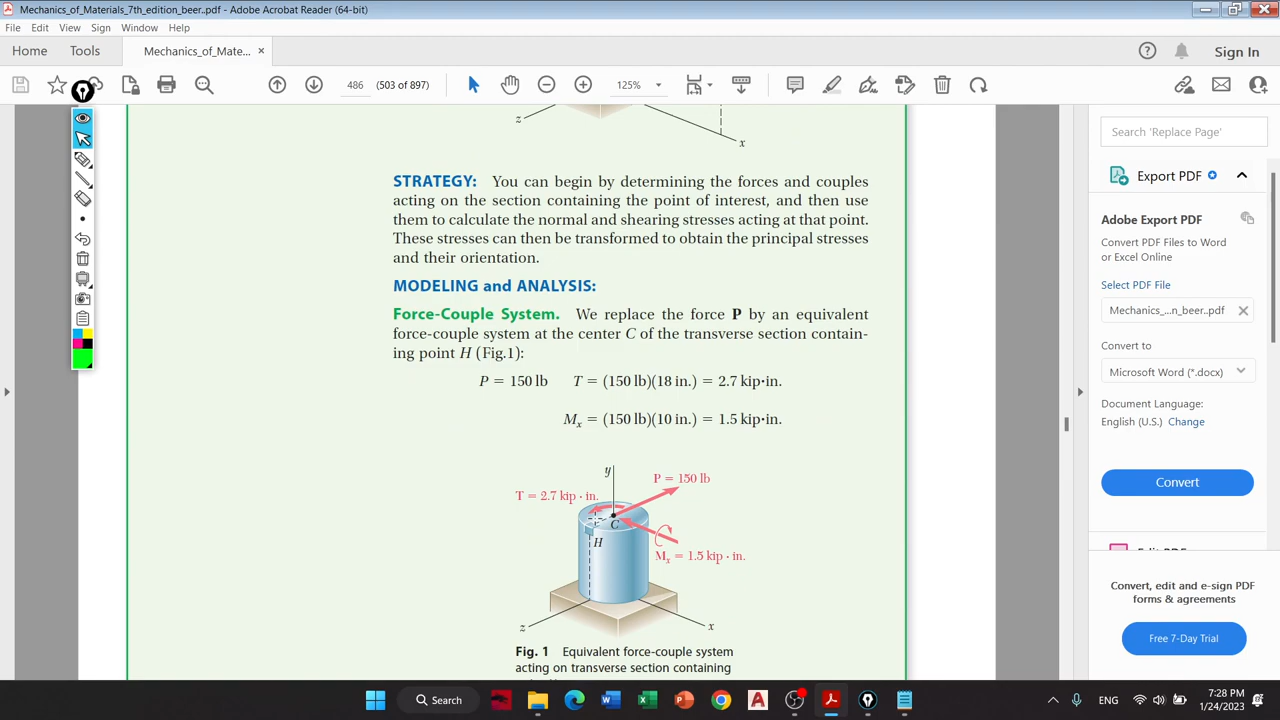 Mechanics_of_Materials_7th_edition_beer..pdf - Adobe Acrobat Reader (64-bit)
File Edit View Sign Window Help
Home Tools Mechanics_of_Mate... × Sign In
486 (503 of 897) 125%
z
x
STRATEGY: You can begin by determining the forces and couples
acting on the section containing the point of interest, and then use
them to calculate the normal and shearing stresses acting at that point.
These stresses can then be transformed to obtain the principal stresses
and their orientation.
MODELING and ANALYSIS:
Force-Couple System. We replace the force P by an equivalent
force-couple system at the center C of the transverse section contain-
ing point H (Fig.1):
P = 150 lb T = (150 lb)(18 in.) = 2.7 kip·in.
Mx = (150 lb)(10 in.) = 1.5 kip·in.
y
P = 150 lb
T = 2.7 kip · in.
C
H
Mx = 1.5 kip · in.
z
x
Fig. 1 Equivalent force-couple system
acting on transverse section containing
Search 'Replace Page'
Export PDF
Adobe Export PDF
Convert PDF Files to Word
or Excel Online
Select PDF File
Mechanics_...n_beer..pdf
Convert to
Microsoft Word (*.docx)
Document Language:
English (U.S.) Change
Convert
Convert, edit and e-sign PDF
forms & agreements
Free 7-Day Trial
Search
ENG
7:28 PM
1/24/2023